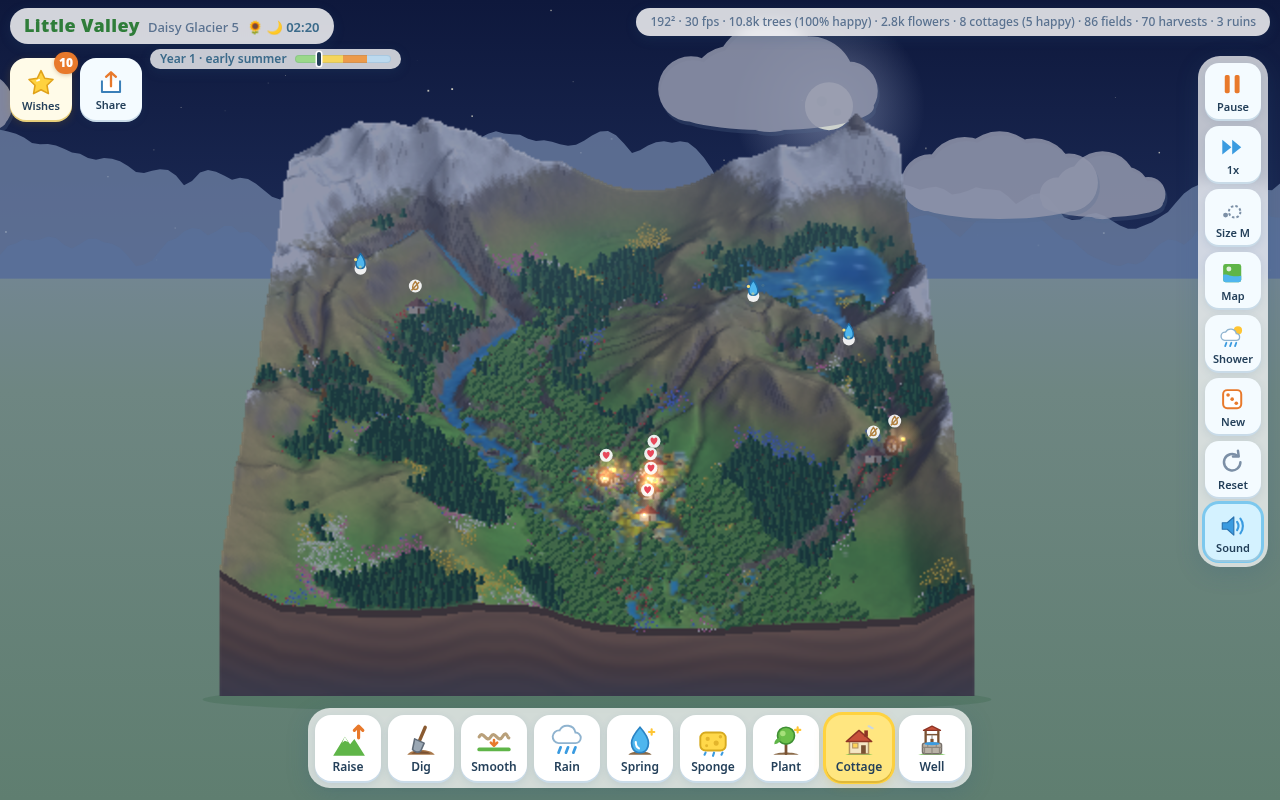 Little Valley Daisy Glacier 5 02:20
192² · 30 fps · 10.8k trees (100% happy) · 2.8k flowers · 8 cottages (5 happy) · 86 fields · 70 harvests · 3 ruins
Year 1 · early summer
10
Wishes
Share
Pause
1x
Size M
Map
Shower
New
Reset
Sound
Raise
Dig
Smooth
Rain
Spring
Sponge
Plant
Cottage
Well